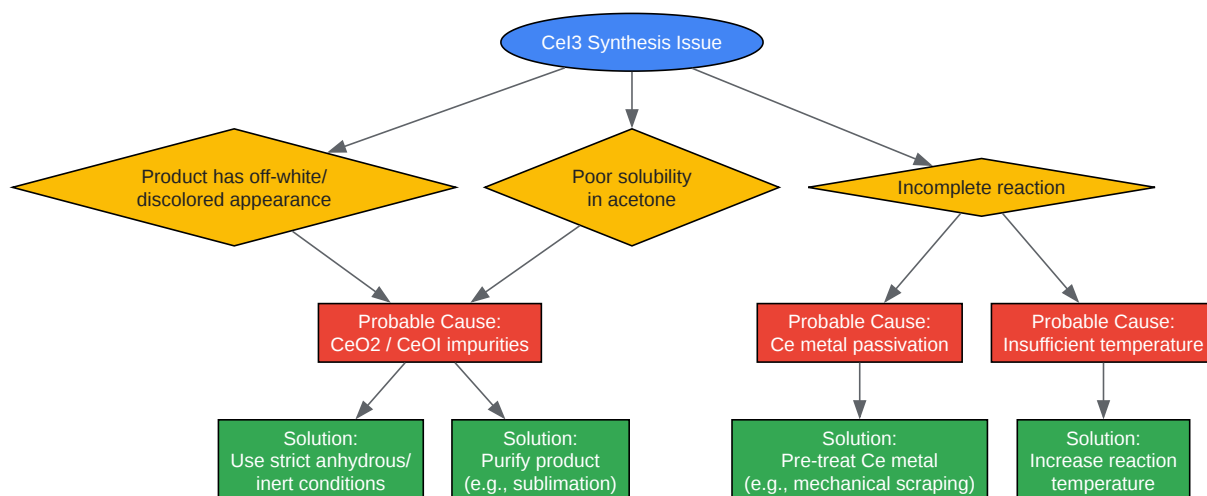 CeI3 Synthesis Issue
Product has off-white/
discolored appearance
Poor solubility
in acetone
Incomplete reaction
Probable Cause:
CeO2 / CeOI impurities
Probable Cause:
Ce metal passivation
Probable Cause:
Insufficient temperature
Solution:
Use strict anhydrous/
inert conditions
Solution:
Purify product
(e.g., sublimation)
Solution:
Pre-treat Ce metal
(e.g., mechanical scraping)
Solution:
Increase reaction
temperature